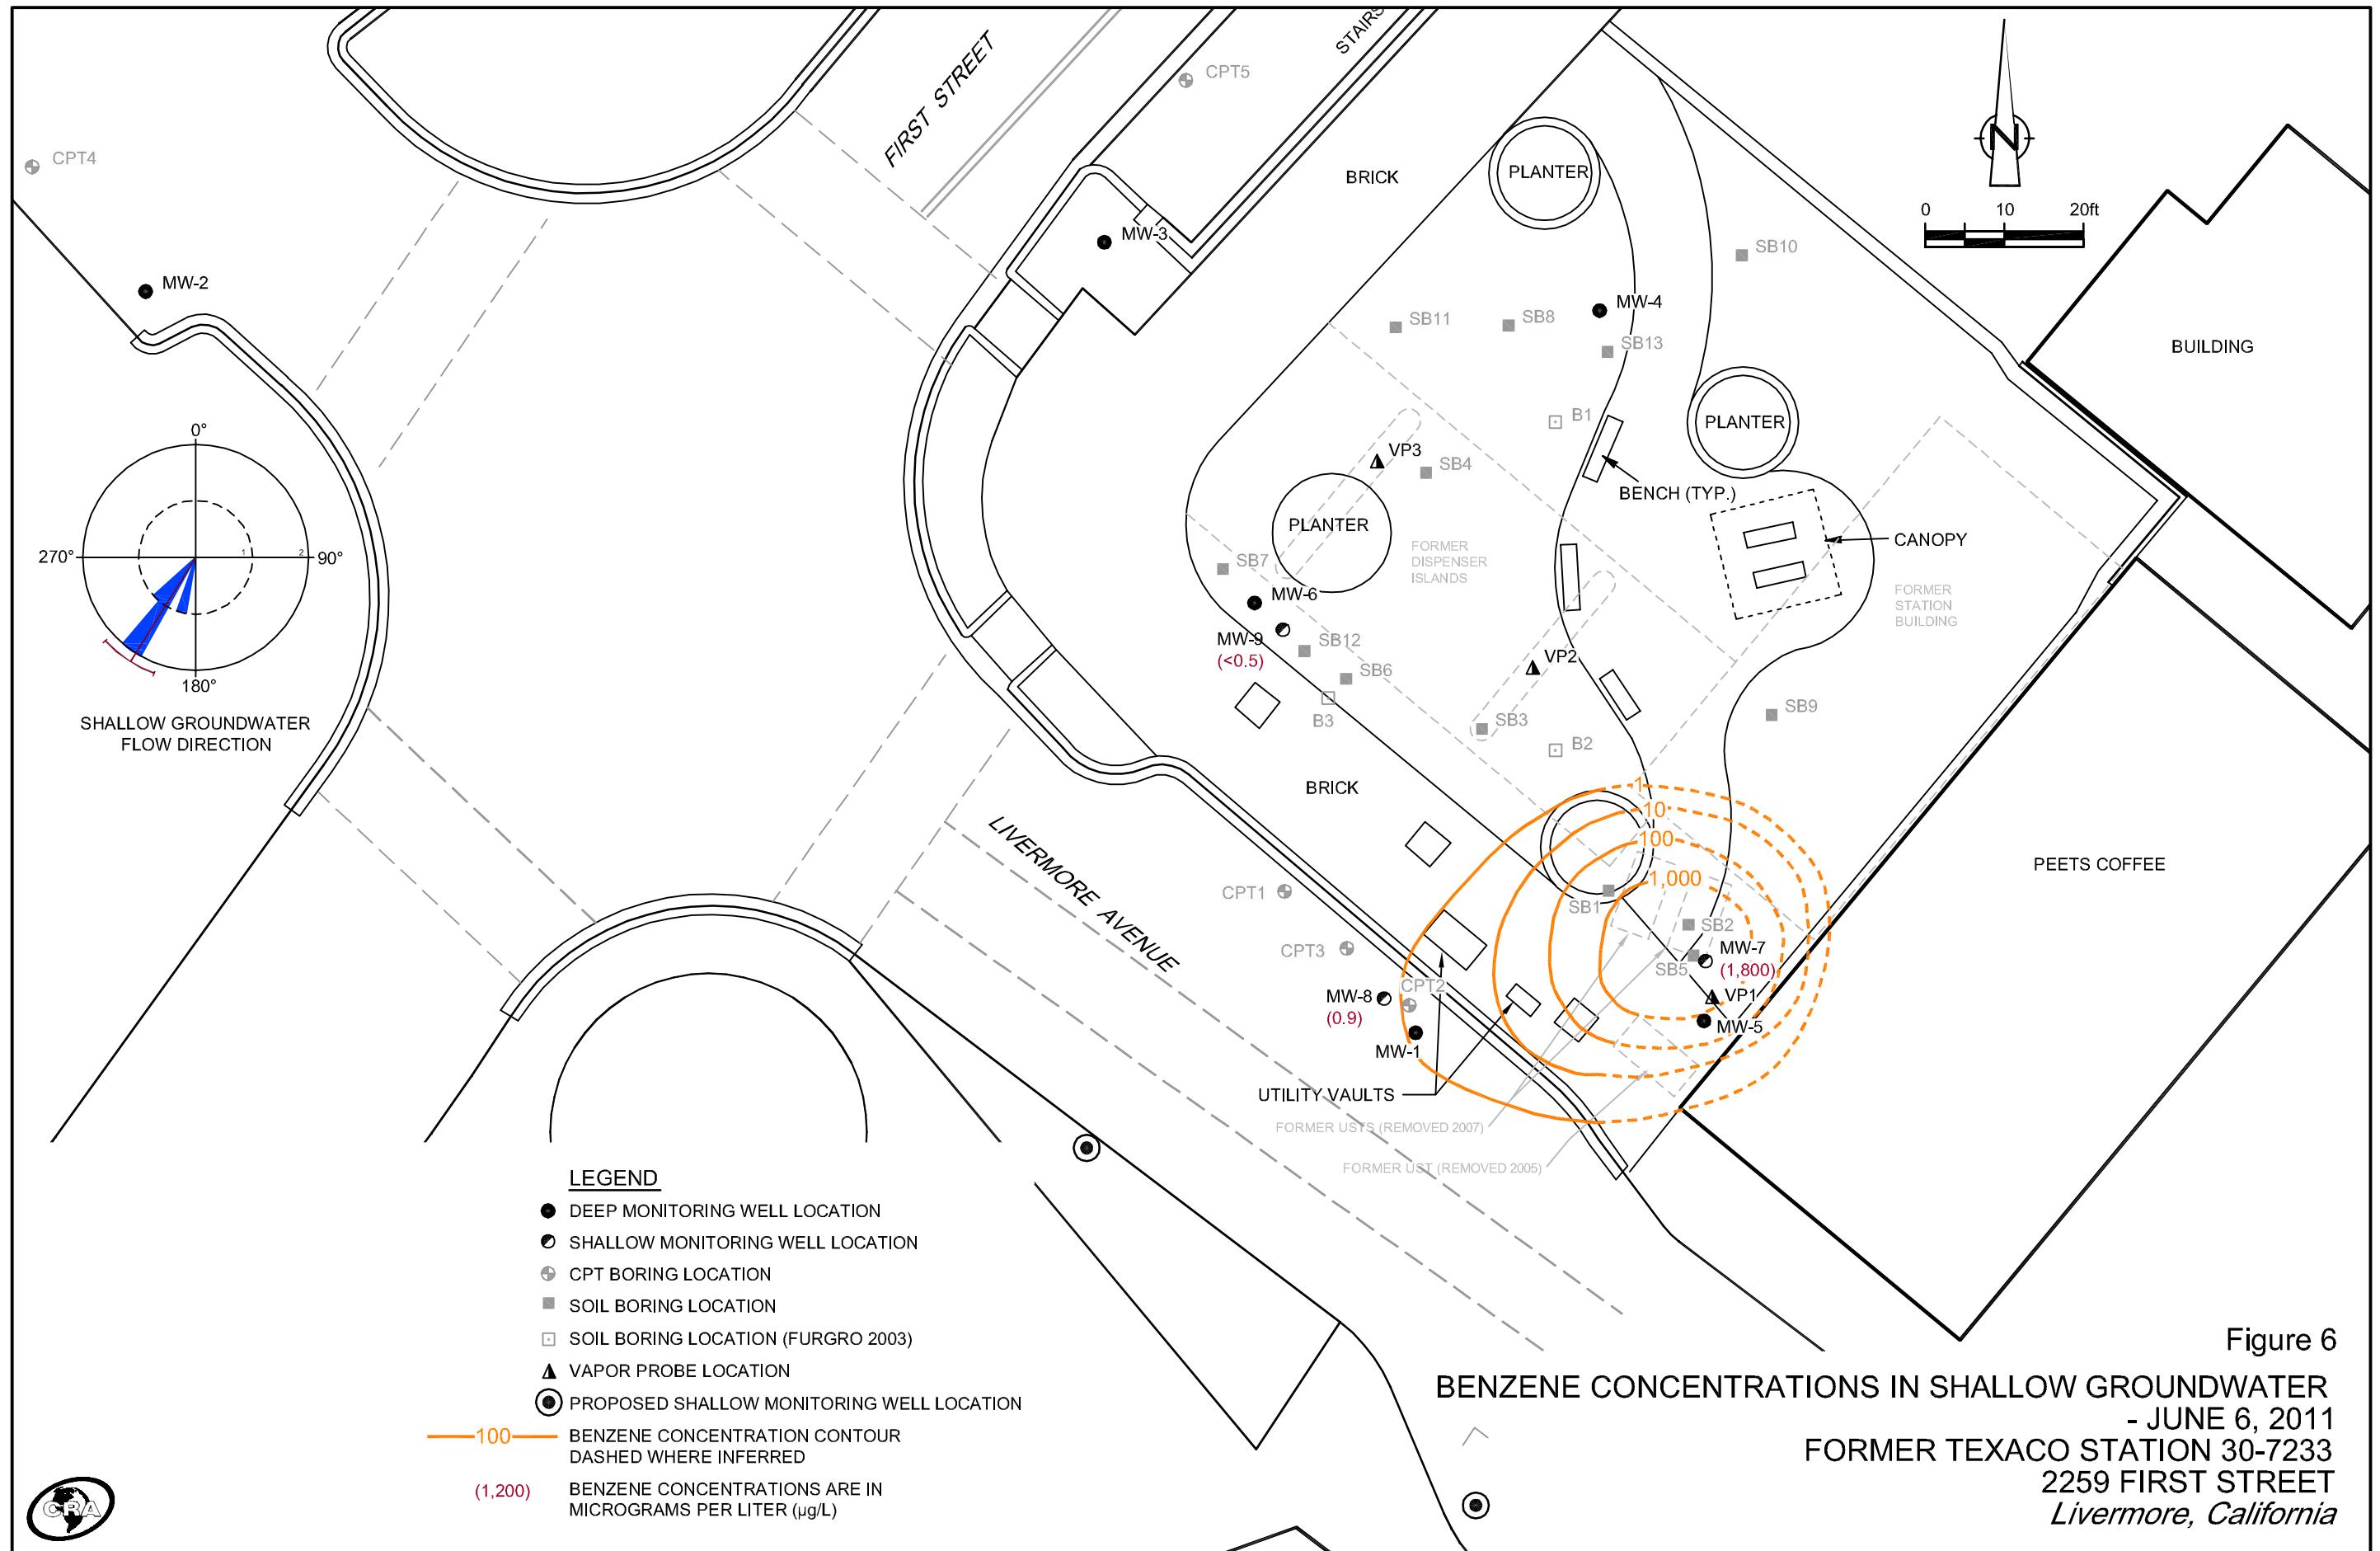 STAIRS
FIRST STREET
CPT5
CPT4
BRICK
PLANTER
N
0 10 20ft
MW-3
SB10
MW-2
MW-4
SB11
SB8
SB13
BUILDING
B1
PLANTER
0°
VP3
SB4
BENCH (TYP.)
PLANTER
CANOPY
FORMER
DISPENSER
ISLANDS
270°
1
2
90°
180°
SB7
MW-6
FORMER
STATION
BUILDING
MW-9
(<0.5)
SB12
SB6
VP2
B3
SB3
SB9
SHALLOW GROUNDWATER
FLOW DIRECTION
B2
BRICK
1
10
100
1,000
LIVERMORE AVENUE
PEETS COFFEE
CPT1
SB1
SB2
CPT3
MW-7
(1,800)
SB5
CPT2
MW-8
(0.9)
VP1
MW-5
MW-1
UTILITY VAULTS
FORMER USTS (REMOVED 2007)
FORMER UST (REMOVED 2005)
LEGEND
DEEP MONITORING WELL LOCATION
SHALLOW MONITORING WELL LOCATION
CPT BORING LOCATION
SOIL BORING LOCATION
SOIL BORING LOCATION (FURGRO 2003)
VAPOR PROBE LOCATION
PROPOSED SHALLOW MONITORING WELL LOCATION
100 BENZENE CONCENTRATION CONTOUR
DASHED WHERE INFERRED
(1,200) BENZENE CONCENTRATIONS ARE IN
MICROGRAMS PER LITER (µg/L)
CRA
Figure 6
BENZENE CONCENTRATIONS IN SHALLOW GROUNDWATER
- JUNE 6, 2011
FORMER TEXACO STATION 30-7233
2259 FIRST STREET
Livermore, California